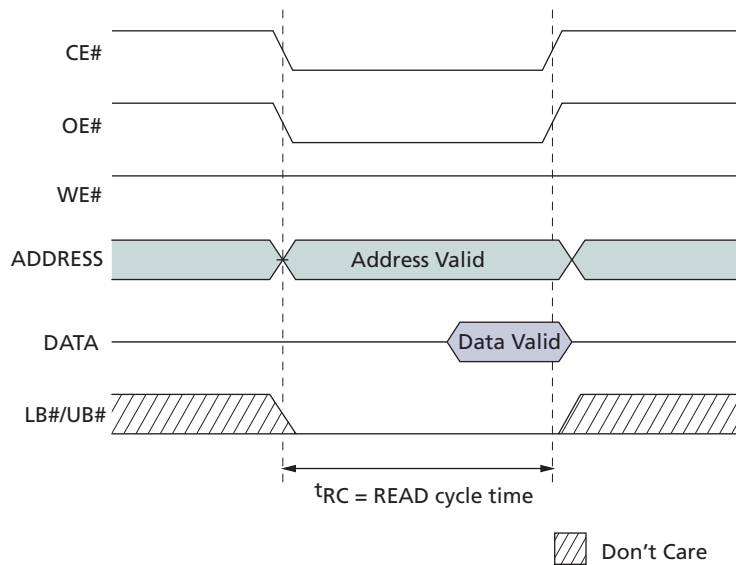 CE#
OE#
WE#
ADDRESS
Address Valid
DATA
Data Valid
LB#/UB#
tRC = READ cycle time
Don't Care